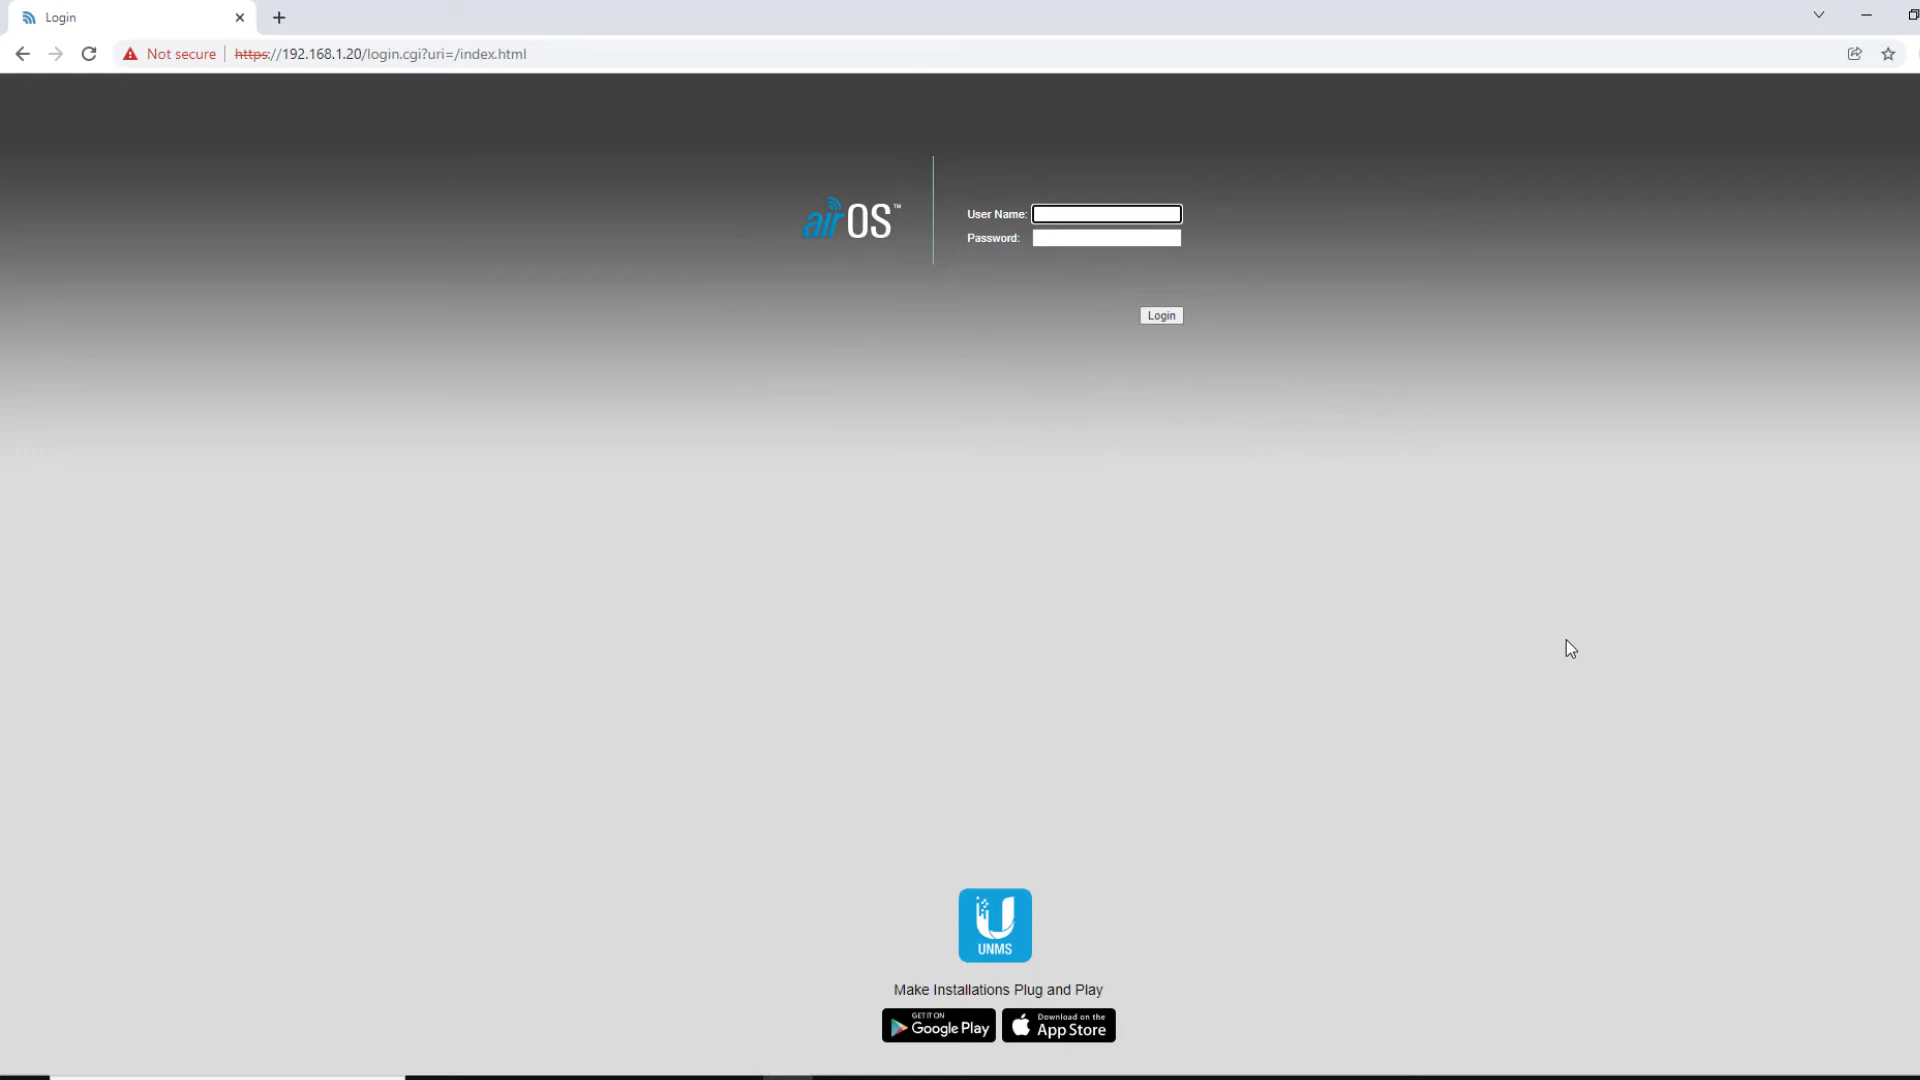 Login
Not secure
https://192.168.1.20/login.cgi?uri=/index.html
airOS™
User Name:
Password:
Login
UNMS
Make Installations Plug and Play
GET IT ON
Google Play
Download on the
App Store